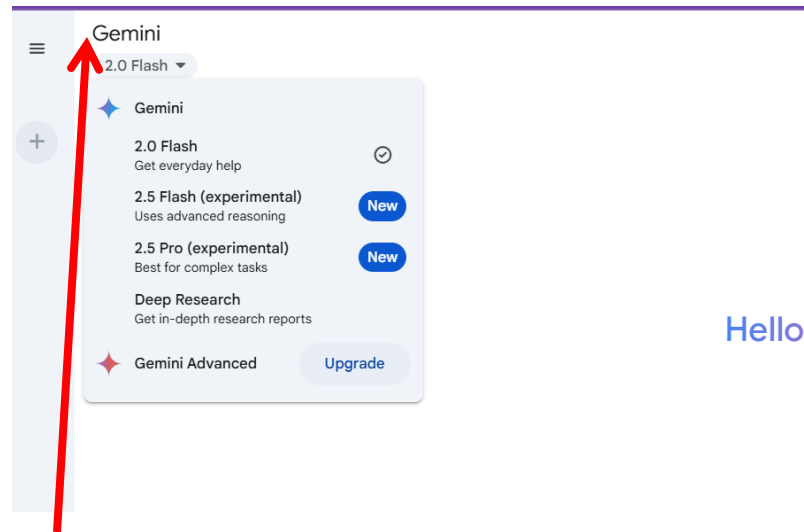 Gemini
2.0 Flash
Gemini
2.0 Flash
Get everyday help
2.5 Flash (experimental)
Uses advanced reasoning
New
2.5 Pro (experimental)
Best for complex tasks
New
Deep Research
Get in-depth research reports
Gemini Advanced
Upgrade
Hello